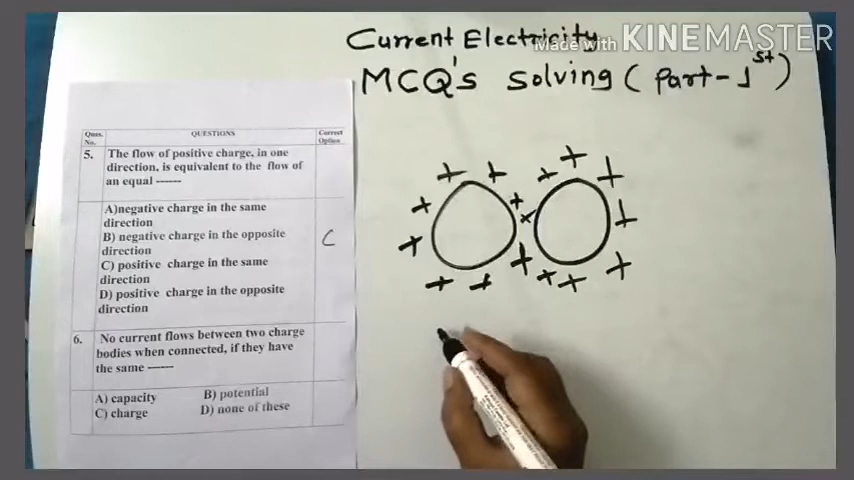 Current Electricity
Made with KINEMASTER
MCQ's Solving (Part-1st)
Ques. No. QUESTIONS Correct Option
5. The flow of positive charge, in one
direction, is equivalent to the flow of
an equal ------
A)negative charge in the same
direction
B) negative charge in the opposite
direction
C
C) positive charge in the same
direction
D) positive charge in the opposite
direction
6. No current flows between two charge
bodies when connected, if they have
the same ------
A) capacity B) potential
C) charge D) none of these